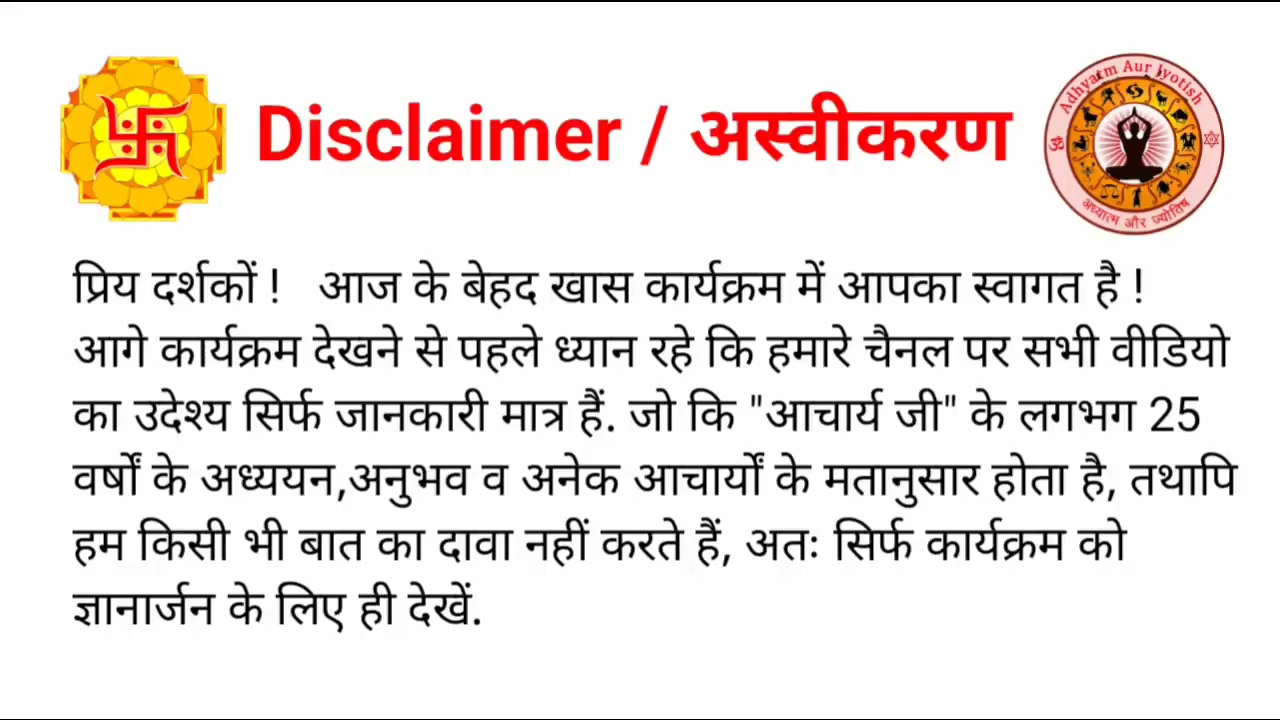 Disclaimer / अस्वीकरण
Adhyatm Aur Jyotish
ॐ
अध्यात्म और ज्योतिष
प्रिय दर्शकों ! आज के बेहद खास कार्यक्रम में आपका स्वागत है !
आगे कार्यक्रम देखने से पहले ध्यान रहे कि हमारे चैनल पर सभी वीडियो
का उदेश्य सिर्फ जानकारी मात्र हैं. जो कि "आचार्य जी" के लगभग 25
वर्षों के अध्ययन,अनुभव व अनेक आचार्यों के मतानुसार होता है, तथापि
हम किसी भी बात का दावा नहीं करते हैं, अतः सिर्फ कार्यक्रम को
ज्ञानार्जन के लिए ही देखें.